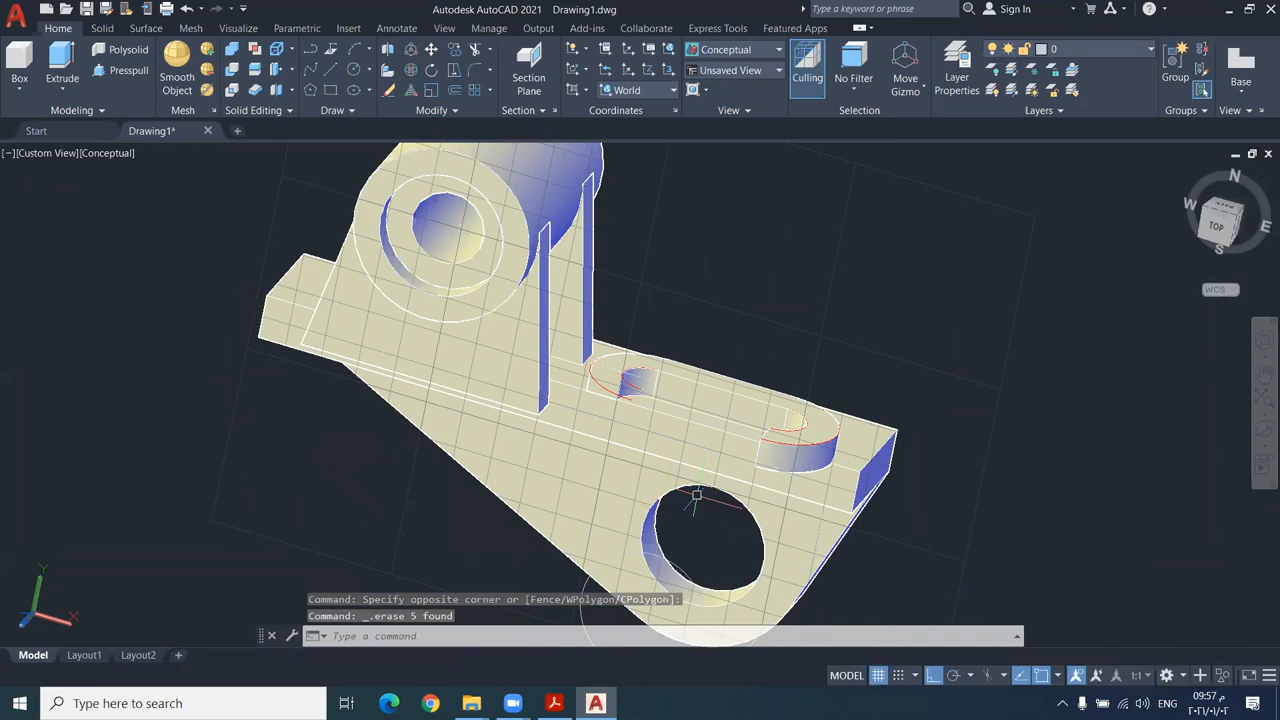 Autodesk AutoCAD 2021   Drawing1.dwg
Type a keyword or phrase
Sign In
Home Solid Surface Mesh Visualize Parametric Insert Annotate View Manage Output Add-ins Collaborate Express Tools Featured Apps
Box
Extrude
Polysolid
Presspull
Smooth
Object
Section
Plane
World
Conceptual
Unsaved View
Culling
No Filter
Move
Gizmo
Layer
Properties
0
Group
Base
Modeling
Mesh
Solid Editing
Draw
Modify
Section
Coordinates
View
Selection
Layers
Groups
View
Start
Drawing1*
[−][Custom View][Conceptual]
N
W
E
S
TOP
WCS
Y
X
Command: Specify opposite corner or [Fence/WPolygon/CPolygon]:
Command: _.erase 5 found
Type a command
Model Layout1 Layout2
MODEL
1:1
Type here to search
09:57 م